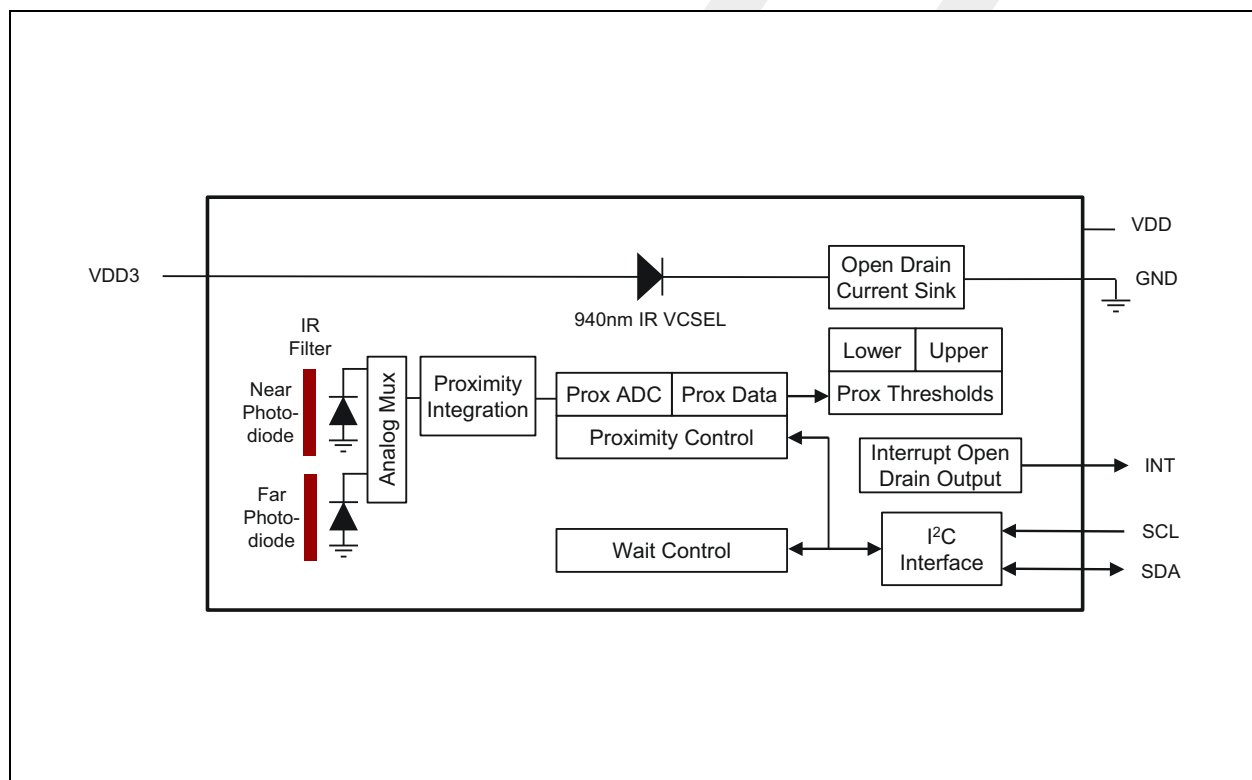 VDD
VDD3
Open Drain
Current Sink
GND
940nm IR VCSEL
IR
Filter
Lower
Upper
Prox Thresholds
Near
Photo-
diode
Analog Mux
Proximity
Integration
Prox ADC
Prox Data
Proximity Control
Interrupt Open
Drain Output
INT
Far
Photo-
diode
Wait Control
I²C
Interface
SCL
SDA